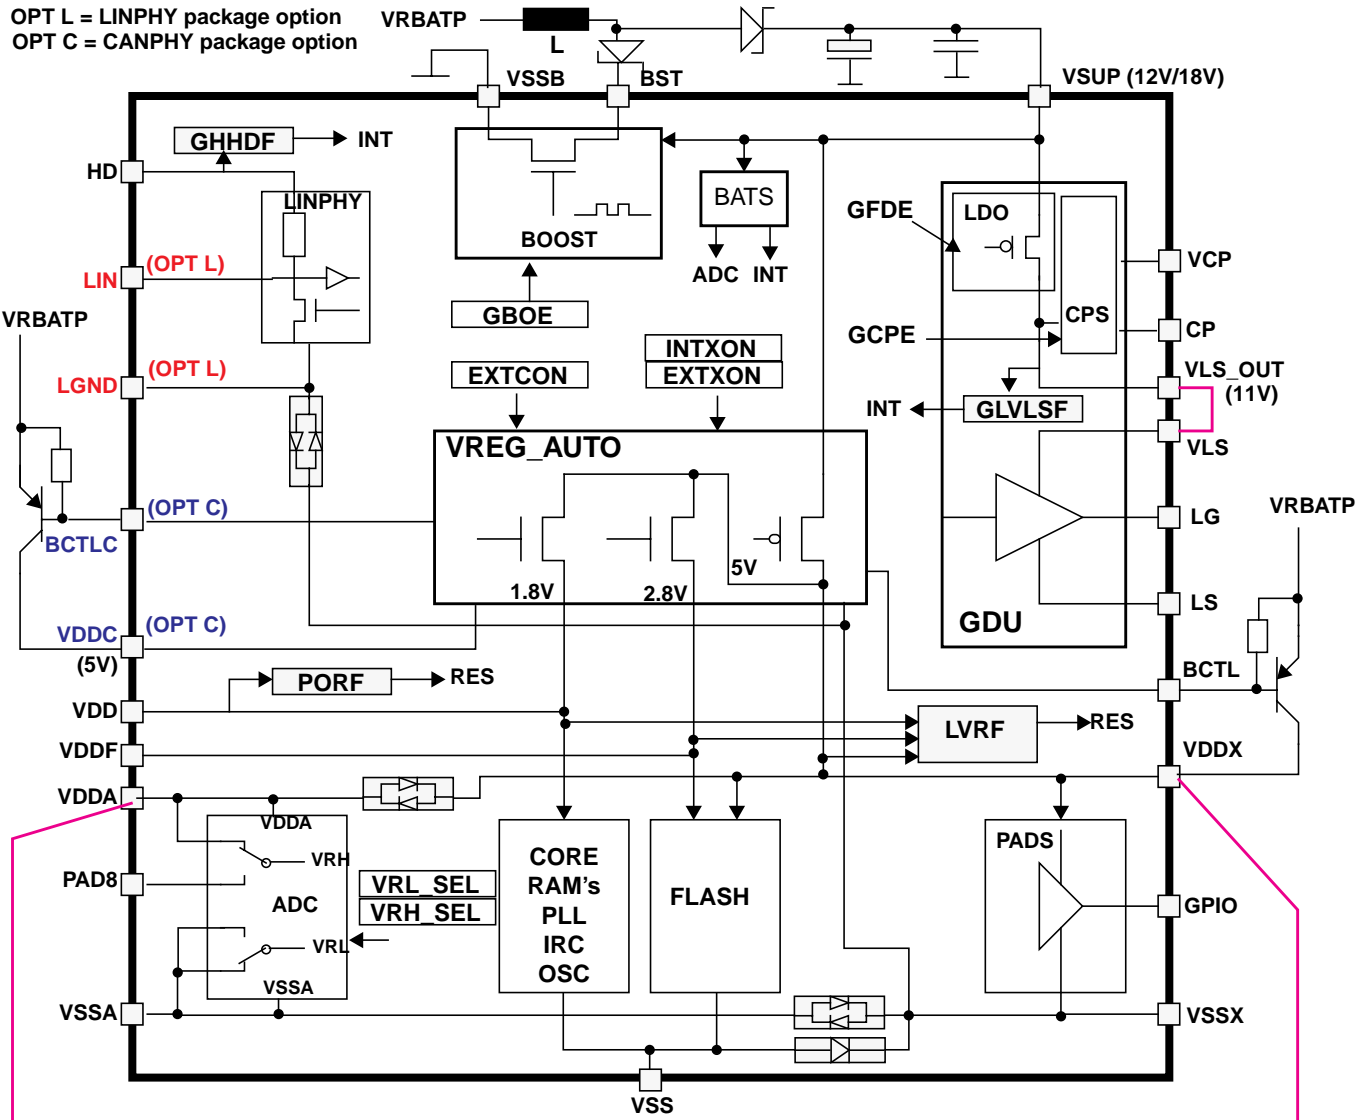 OPT L = LINPHY package option
OPT C = CANPHY package option
VRBATP
L
VSSB
BST
VSUP (12V/18V)
GHHDF
INT
HD
LINPHY
BOOST
BATS
ADC
INT
GFDE
LDO
CPS
VCP
LIN
(OPT L)
GBOE
GCPE
CP
VRBATP
INTXON
EXTXON
EXTCON
LGND
(OPT L)
VLS_OUT
(11V)
INT
GLVLSF
VLS
VREG_AUTO
LG
VRBATP
(OPT C)
BCTLC
5V
1.8V
2.8V
LS
GDU
VDDC
(OPT C)
(5V)
PORF
RES
BCTL
VDD
LVRF
RES
VDDF
VDDX
VDDA
VDDA
VRH
PAD8
ADC
VRL_SEL
VRH_SEL
VRL
VSSA
CORE
RAM's
PLL
IRC
OSC
FLASH
PADS
GPIO
VSSA
VSSX
VSS